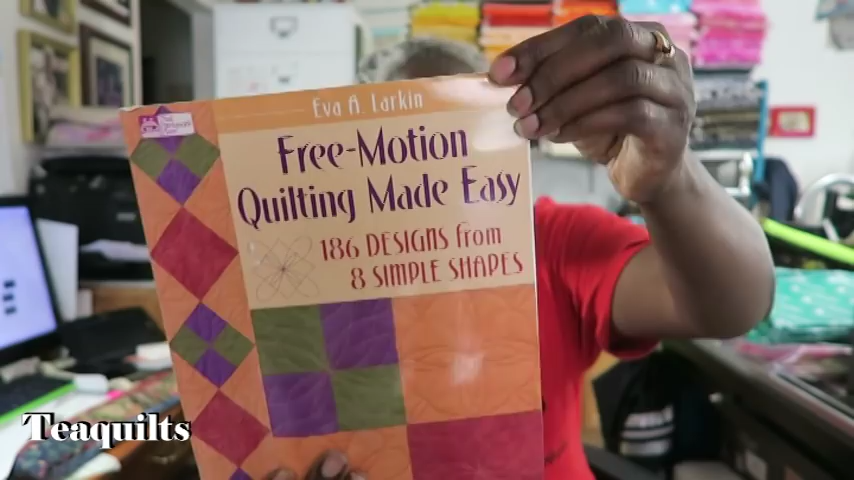 Eva A. Larkin
Free-Motion
Quilting Made Easy
186 DESIGNS from
8 SIMPLE SHAPES
Teaquilts